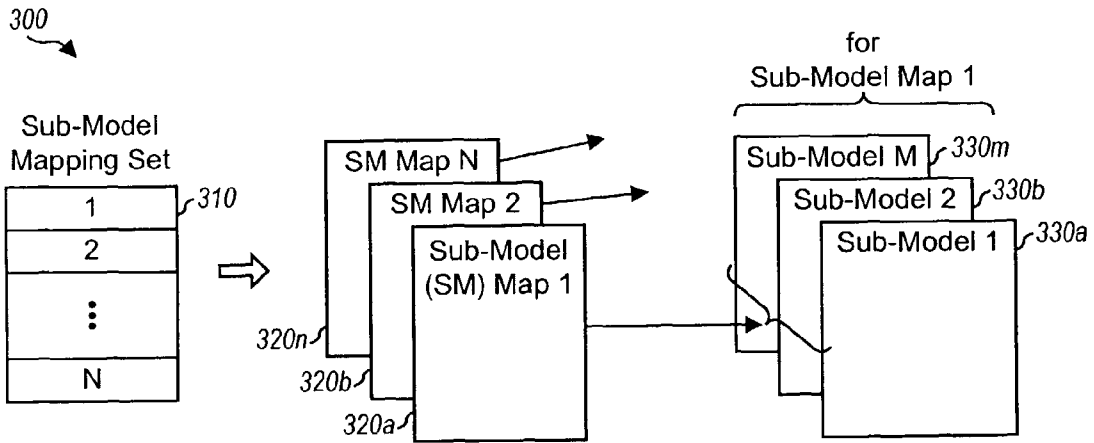 300
for
Sub-Model Map 1
Sub-Model
Mapping Set
1
2
⋮
N
310
SM Map N
SM Map 2
Sub-Model
(SM) Map 1
320n
320b
320a
Sub-Model M
Sub-Model 2
Sub-Model 1
330m
330b
330a